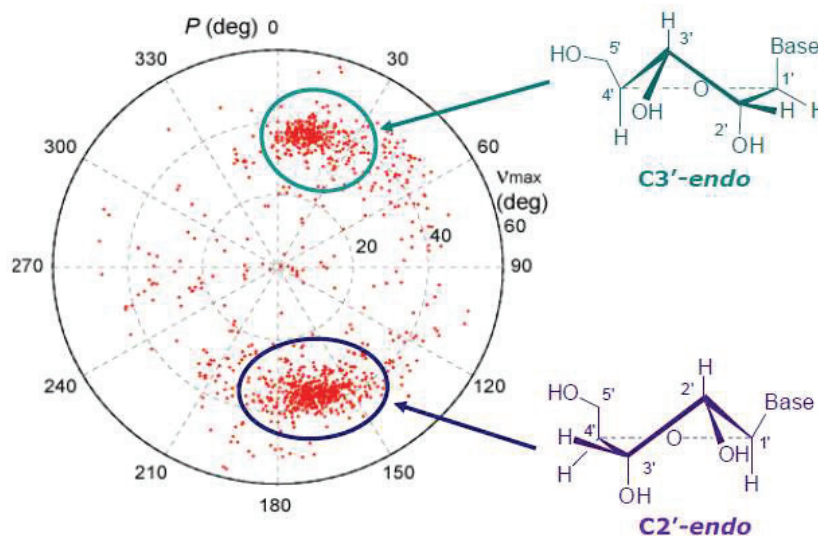 P (deg) 0
330
30
300
60
νmax
(deg)
60
20
40
270
90
240
120
210
150
180
H
3'
Base
HO
5'
1'
O
4'
OH
H
H
H
2'
OH
C3'-endo
H
2'
HO
5'
Base
H
4'
O
OH
1'
H
3'
H
OH
C2'-endo